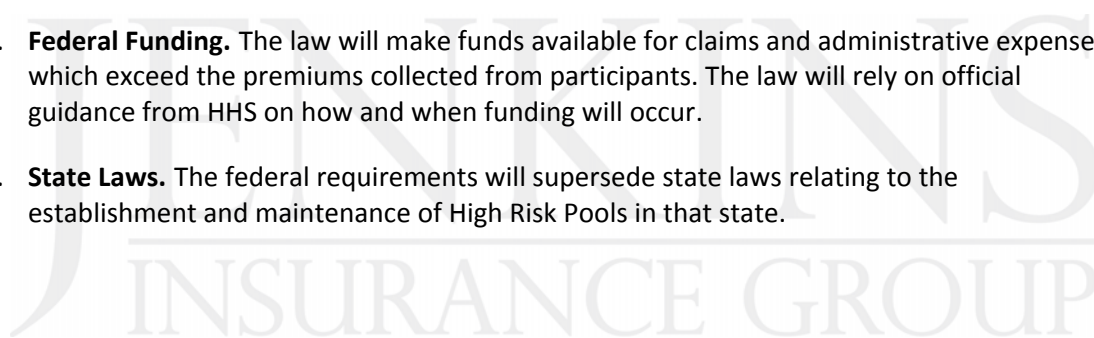 . Federal Funding. The law will make funds available for claims and administrative expense
which exceed the premiums collected from participants. The law will rely on official
guidance from HHS on how and when funding will occur.
. State Laws. The federal requirements will supersede state laws relating to the
establishment and maintenance of High Risk Pools in that state.
JENKINS
INSURANCE GROUP